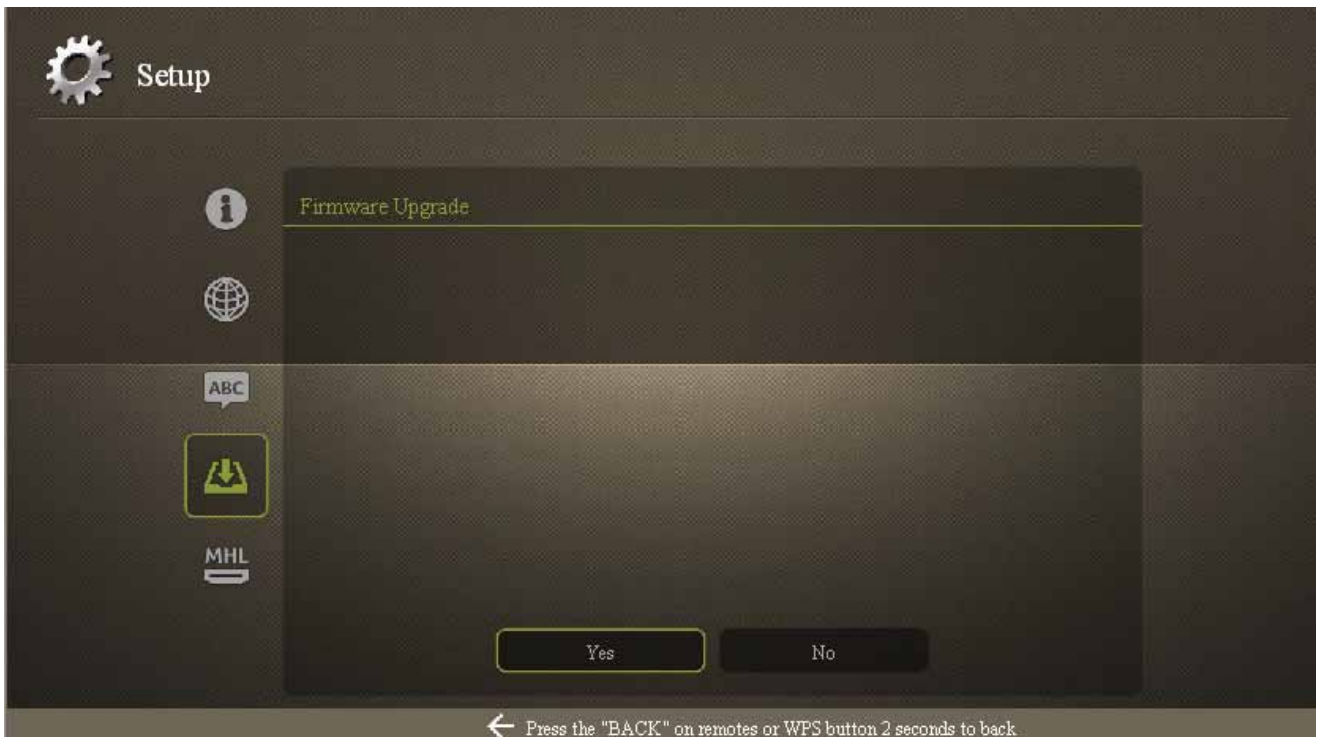 Setup
Firmware Upgrade
ABC
MHL
Yes
No
Press the "BACK" on remotes or WPS button 2 seconds to back